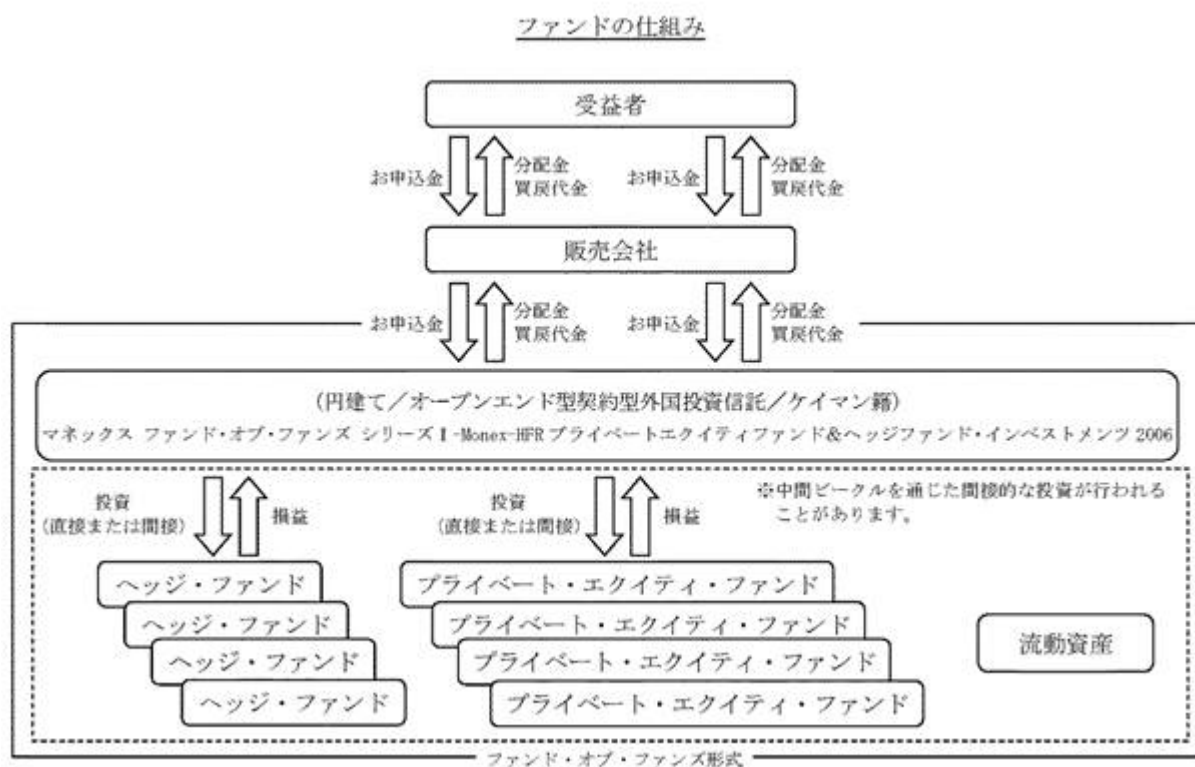 ファンドの仕組み
受益者
お申込金
分配金
買戻代金
お申込金
分配金
買戻代金
販売会社
お申込金
分配金
買戻代金
お申込金
分配金
買戻代金
(円建て/オープンエンド型契約型外国投資信託/ケイマン籍)
マネックス ファンド・オブ・ファンズ シリーズⅠ-Monex-HFR プライベートエクイティファンド&ヘッジファンド・インベストメンツ 2006
投資
(直接または間接)
損益
投資
(直接または間接)
損益
※中間ビークルを通じた間接的な投資が行われる
ことがあります。
ヘッジ・ファンド
ヘッジ・ファンド
ヘッジ・ファンド
ヘッジ・ファンド
プライベート・エクイティ・ファンド
プライベート・エクイティ・ファンド
プライベート・エクイティ・ファンド
プライベート・エクイティ・ファンド
流動資産
ファンド・オブ・ファンズ形式